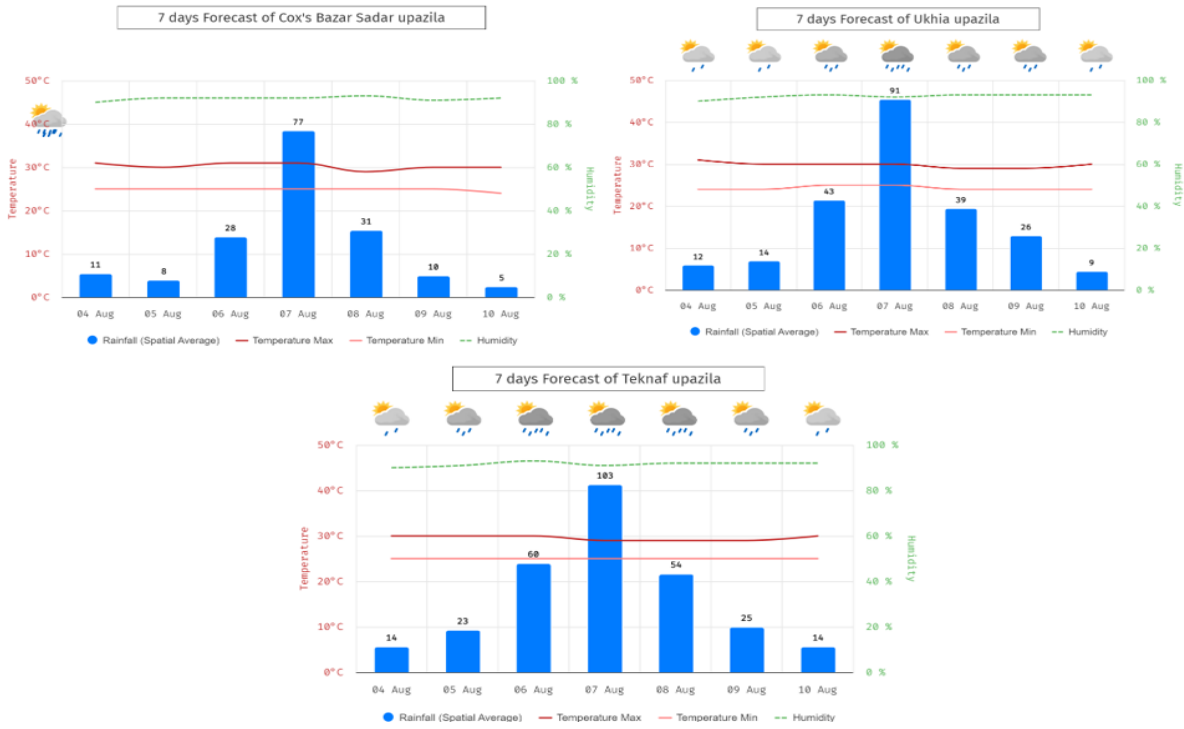 7 days Forecast of Cox's Bazar Sadar upazila
50°C
40°C
30°C
20°C
10°C
0°C
Temperature
100 %
80 %
60 %
40 %
20 %
0 %
Humidity
11
8
28
77
31
10
5
04 Aug 05 Aug 06 Aug 07 Aug 08 Aug 09 Aug 10 Aug
Rainfall (Spatial Average) Temperature Max Temperature Min Humidity
7 days Forecast of Ukhia upazila
50°C
40°C
30°C
20°C
10°C
0°C
Temperature
100 %
80 %
60 %
40 %
20 %
0 %
Humidity
12
14
43
91
39
26
9
04 Aug 05 Aug 06 Aug 07 Aug 08 Aug 09 Aug 10 Aug
Rainfall (Spatial Average) Temperature Max Temperature Min Humidity
7 days Forecast of Teknaf upazila
50°C
40°C
30°C
20°C
10°C
0°C
Temperature
100 %
80 %
60 %
40 %
20 %
0 %
Humidity
14
23
60
103
54
25
14
04 Aug 05 Aug 06 Aug 07 Aug 08 Aug 09 Aug 10 Aug
Rainfall (Spatial Average) Temperature Max Temperature Min Humidity